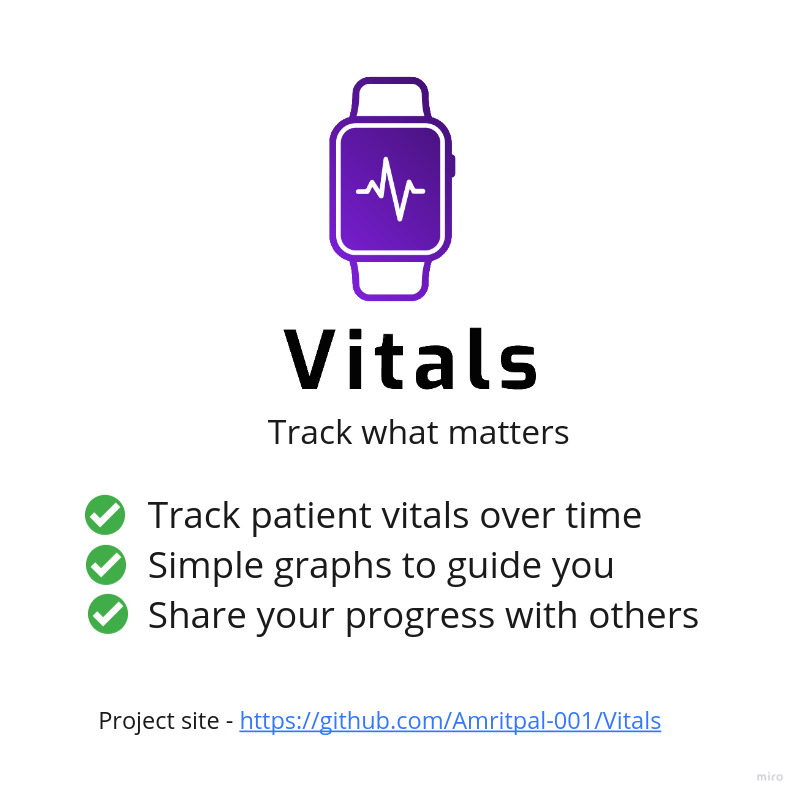 Vitals
Track what matters
Track patient vitals over time
Simple graphs to guide you
Share your progress with others
Project site - https://github.com/Amritpal-001/Vitals
miro